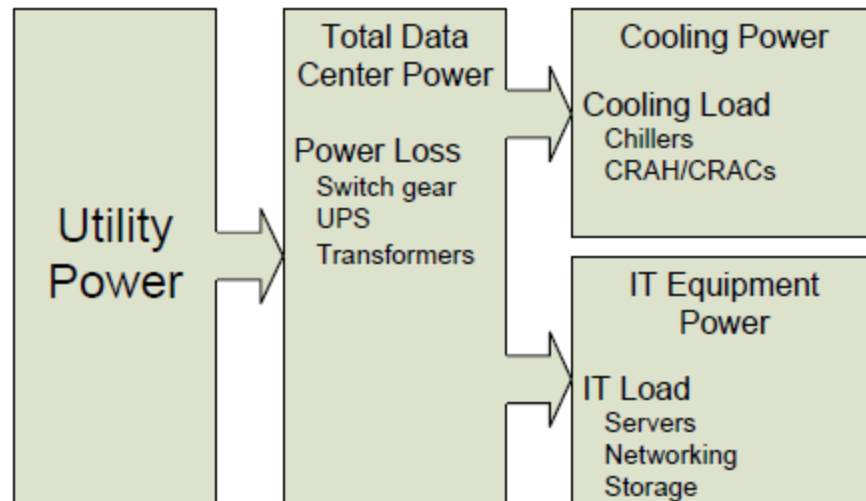 Utility
Power
Total Data
Center Power
Power Loss
Switch gear
UPS
Transformers
Cooling Power
Cooling Load
Chillers
CRAH/CRACs
IT Equipment
Power
IT Load
Servers
Networking
Storage